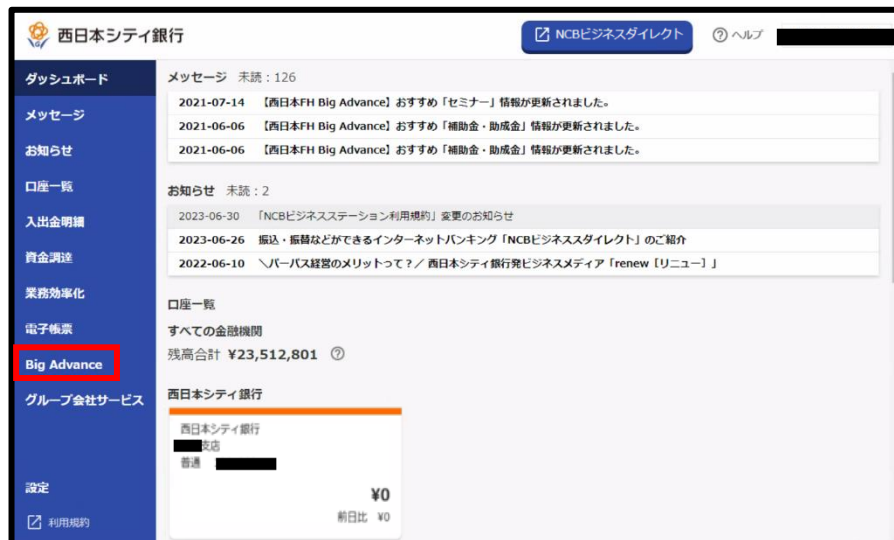 西日本シティ銀行
NCBビジネスダイレクト
ヘルプ
ダッシュボード
メッセージ
お知らせ
口座一覧
入出金明細
資金調達
業務効率化
電子帳票
Big Advance
グループ会社サービス
設定
利用規約
メッセージ 未読：126
2021-07-14 【西日本FH Big Advance】おすすめ「セミナー」情報が更新されました。
2021-06-06 【西日本FH Big Advance】おすすめ「補助金・助成金」情報が更新されました。
2021-06-06 【西日本FH Big Advance】おすすめ「補助金・助成金」情報が更新されました。
お知らせ 未読：2
2023-06-30 「NCBビジネスステーション利用規約」変更のお知らせ
2023-06-26 振込・振替などができるインターネットバンキング「NCBビジネスダイレクト」のご紹介
2022-06-10 ＼パーパス経営のメリットって？／ 西日本シティ銀行発ビジネスメディア「renew［リニュー］」
口座一覧
すべての金融機関
残高合計 ¥23,512,801
西日本シティ銀行
西日本シティ銀行
支店
普通
¥0
前日比 ¥0